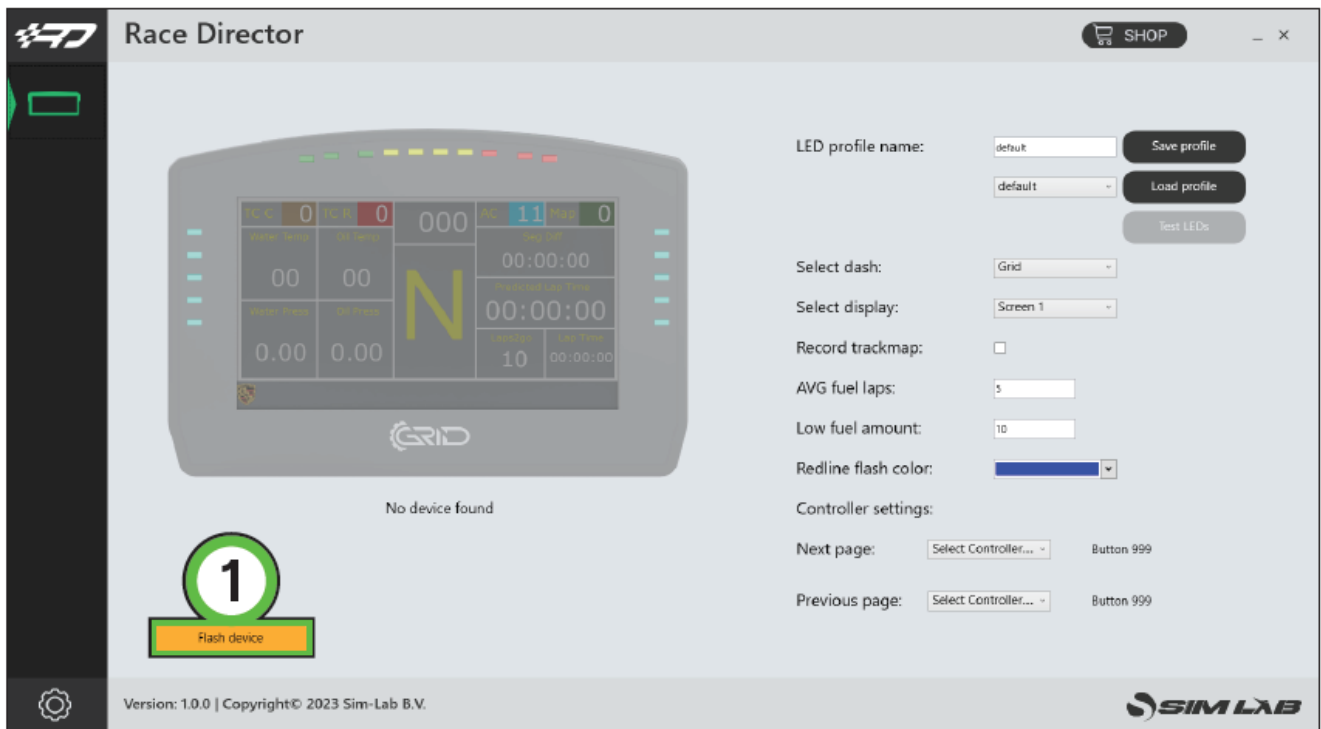 Race Director
SHOP
LED profile name:
default
Save profile
default
Load profile
Test LEDs
Select dash:
Grid
Select display:
Screen 1
Record trackmap:
AVG fuel laps:
5
Low fuel amount:
10
Redline flash color:
Controller settings:
Next page:
Select Controller...
Button 999
Previous page:
Select Controller...
Button 999
TC C 0 TC R 0 000 AC 11 Map 0
Water Temp Oil Temp Seg Diff
00 00 00:00:00
N
Predicted Lap Time
00:00:00
Water Press Oil Press
0.00 0.00
Laps2go Lap Time
10 00:00:00
GRID
No device found
1
Flash device
Version: 1.0.0 | Copyright© 2023 Sim-Lab B.V.
SIM LAB